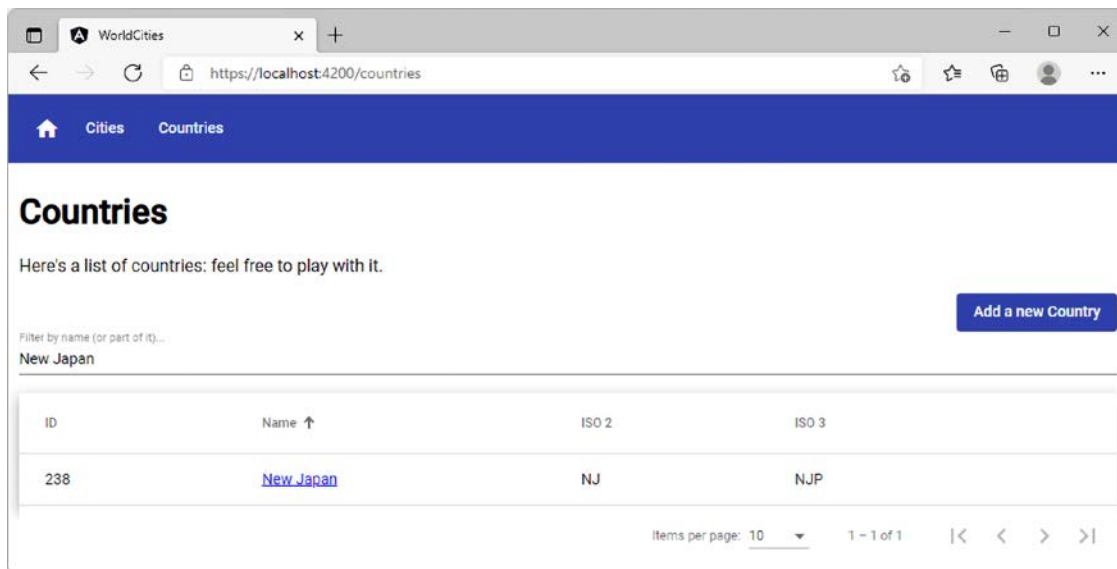 WorldCities
https://localhost:4200/countries
Cities Countries
Countries
Here's a list of countries: feel free to play with it.
Add a new Country
Filter by name (or part of it)...
New Japan
ID Name ISO 2 ISO 3
238 New Japan NJ NJP
Items per page: 10 1 – 1 of 1